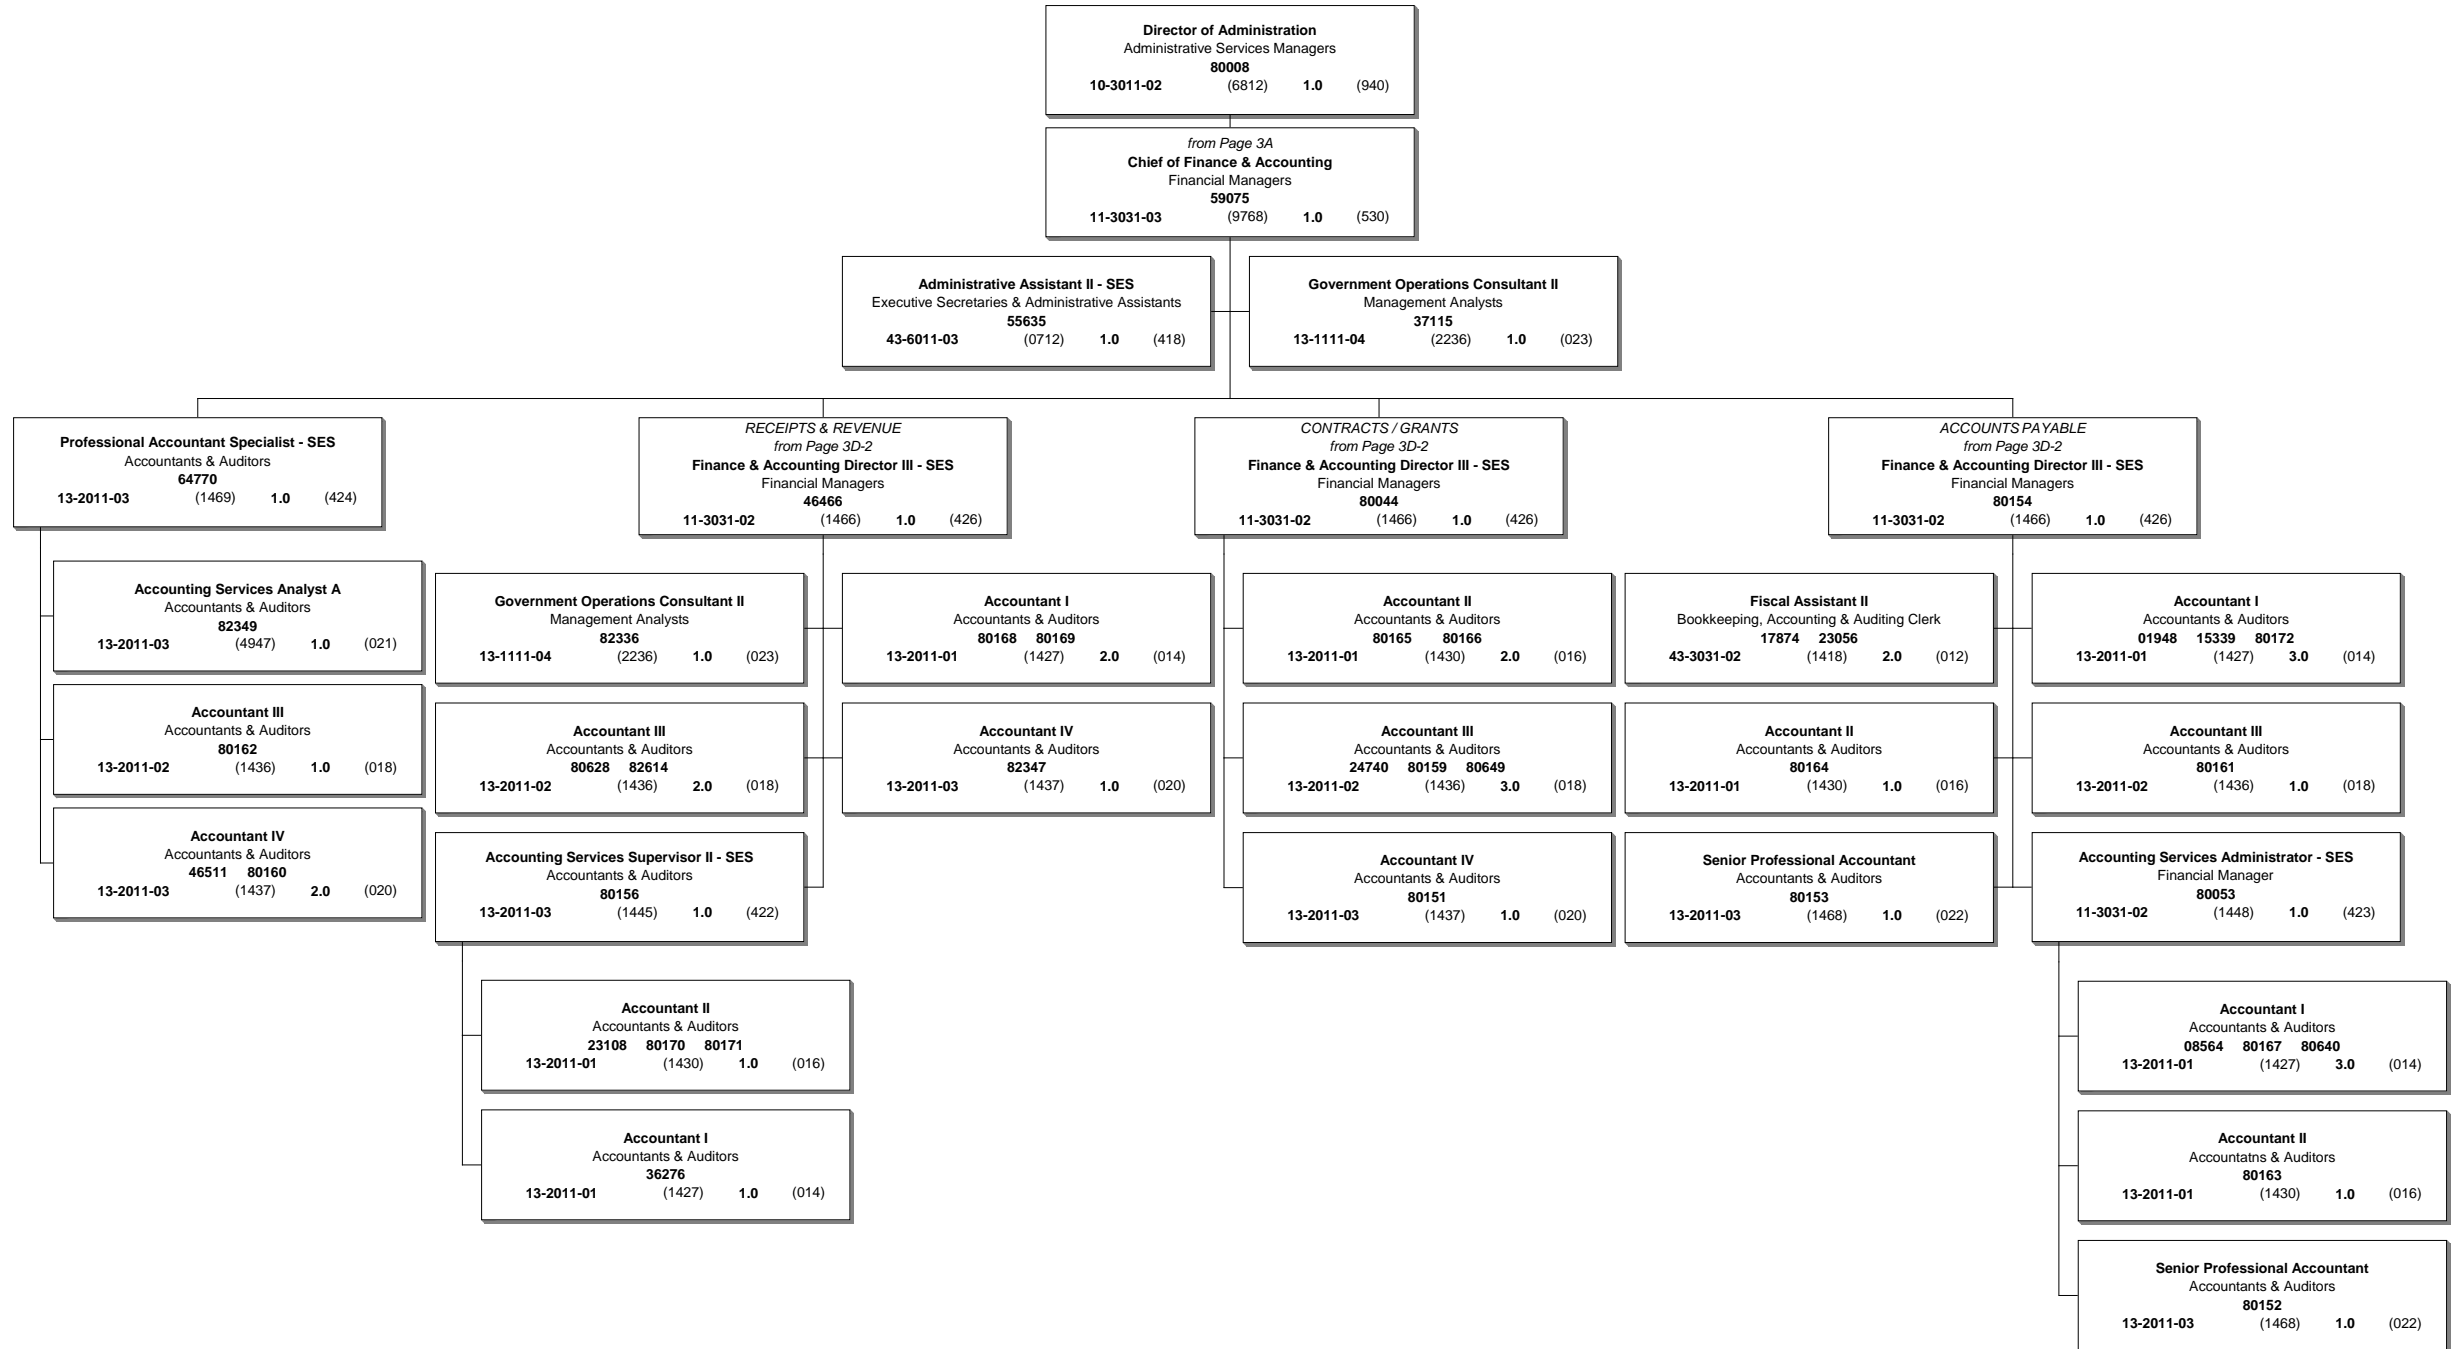 Director of Administration
Administrative Services Managers
80008
10-3011-02 (6812) 1.0 (940)
from Page 3A
Chief of Finance & Accounting
Financial Managers
59075
11-3031-03 (9768) 1.0 (530)
Administrative Assistant II - SES
Executive Secretaries & Administrative Assistants
55635
43-6011-03 (0712) 1.0 (418)
Government Operations Consultant II
Management Analysts
37115
13-1111-04 (2236) 1.0 (023)
Professional Accountant Specialist - SES
Accountants & Auditors
64770
13-2011-03 (1469) 1.0 (424)
Accounting Services Analyst A
Accountants & Auditors
82349
13-2011-03 (4947) 1.0 (021)
Accountant III
Accountants & Auditors
80162
13-2011-02 (1436) 1.0 (018)
Accountant IV
Accountants & Auditors
46511 80160
13-2011-03 (1437) 2.0 (020)
RECEIPTS & REVENUE
from Page 3D-2
Finance & Accounting Director III - SES
Financial Managers
46466
11-3031-02 (1466) 1.0 (426)
Government Operations Consultant II
Management Analysts
82336
13-1111-04 (2236) 1.0 (023)
Accountant I
Accountants & Auditors
80168 80169
13-2011-01 (1427) 2.0 (014)
Accountant III
Accountants & Auditors
80628 82614
13-2011-02 (1436) 2.0 (018)
Accountant IV
Accountants & Auditors
82347
13-2011-03 (1437) 1.0 (020)
Accounting Services Supervisor II - SES
Accountants & Auditors
80156
13-2011-03 (1445) 1.0 (422)
Accountant II
Accountants & Auditors
23108 80170 80171
13-2011-01 (1430) 1.0 (016)
Accountant I
Accountants & Auditors
36276
13-2011-01 (1427) 1.0 (014)
CONTRACTS / GRANTS
from Page 3D-2
Finance & Accounting Director III - SES
Financial Managers
80044
11-3031-02 (1466) 1.0 (426)
Accountant II
Accountants & Auditors
80165 80166
13-2011-01 (1430) 2.0 (016)
Accountant III
Accountants & Auditors
24740 80159 80649
13-2011-02 (1436) 3.0 (018)
Accountant IV
Accountants & Auditors
80151
13-2011-03 (1437) 1.0 (020)
ACCOUNTS PAYABLE
from Page 3D-2
Finance & Accounting Director III - SES
Financial Managers
80154
11-3031-02 (1466) 1.0 (426)
Fiscal Assistant II
Bookkeeping, Accounting & Auditing Clerk
17874 23056
43-3031-02 (1418) 2.0 (012)
Accountant I
Accountants & Auditors
01948 15339 80172
13-2011-01 (1427) 3.0 (014)
Accountant II
Accountants & Auditors
80164
13-2011-01 (1430) 1.0 (016)
Accountant III
Accountants & Auditors
80161
13-2011-02 (1436) 1.0 (018)
Senior Professional Accountant
Accountants & Auditors
80153
13-2011-03 (1468) 1.0 (022)
Accounting Services Administrator - SES
Financial Manager
80053
11-3031-02 (1448) 1.0 (423)
Accountant I
Accountants & Auditors
08564 80167 80640
13-2011-01 (1427) 3.0 (014)
Accountant II
Accountatns & Auditors
80163
13-2011-01 (1430) 1.0 (016)
Senior Professional Accountant
Accountants & Auditors
80152
13-2011-03 (1468) 1.0 (022)